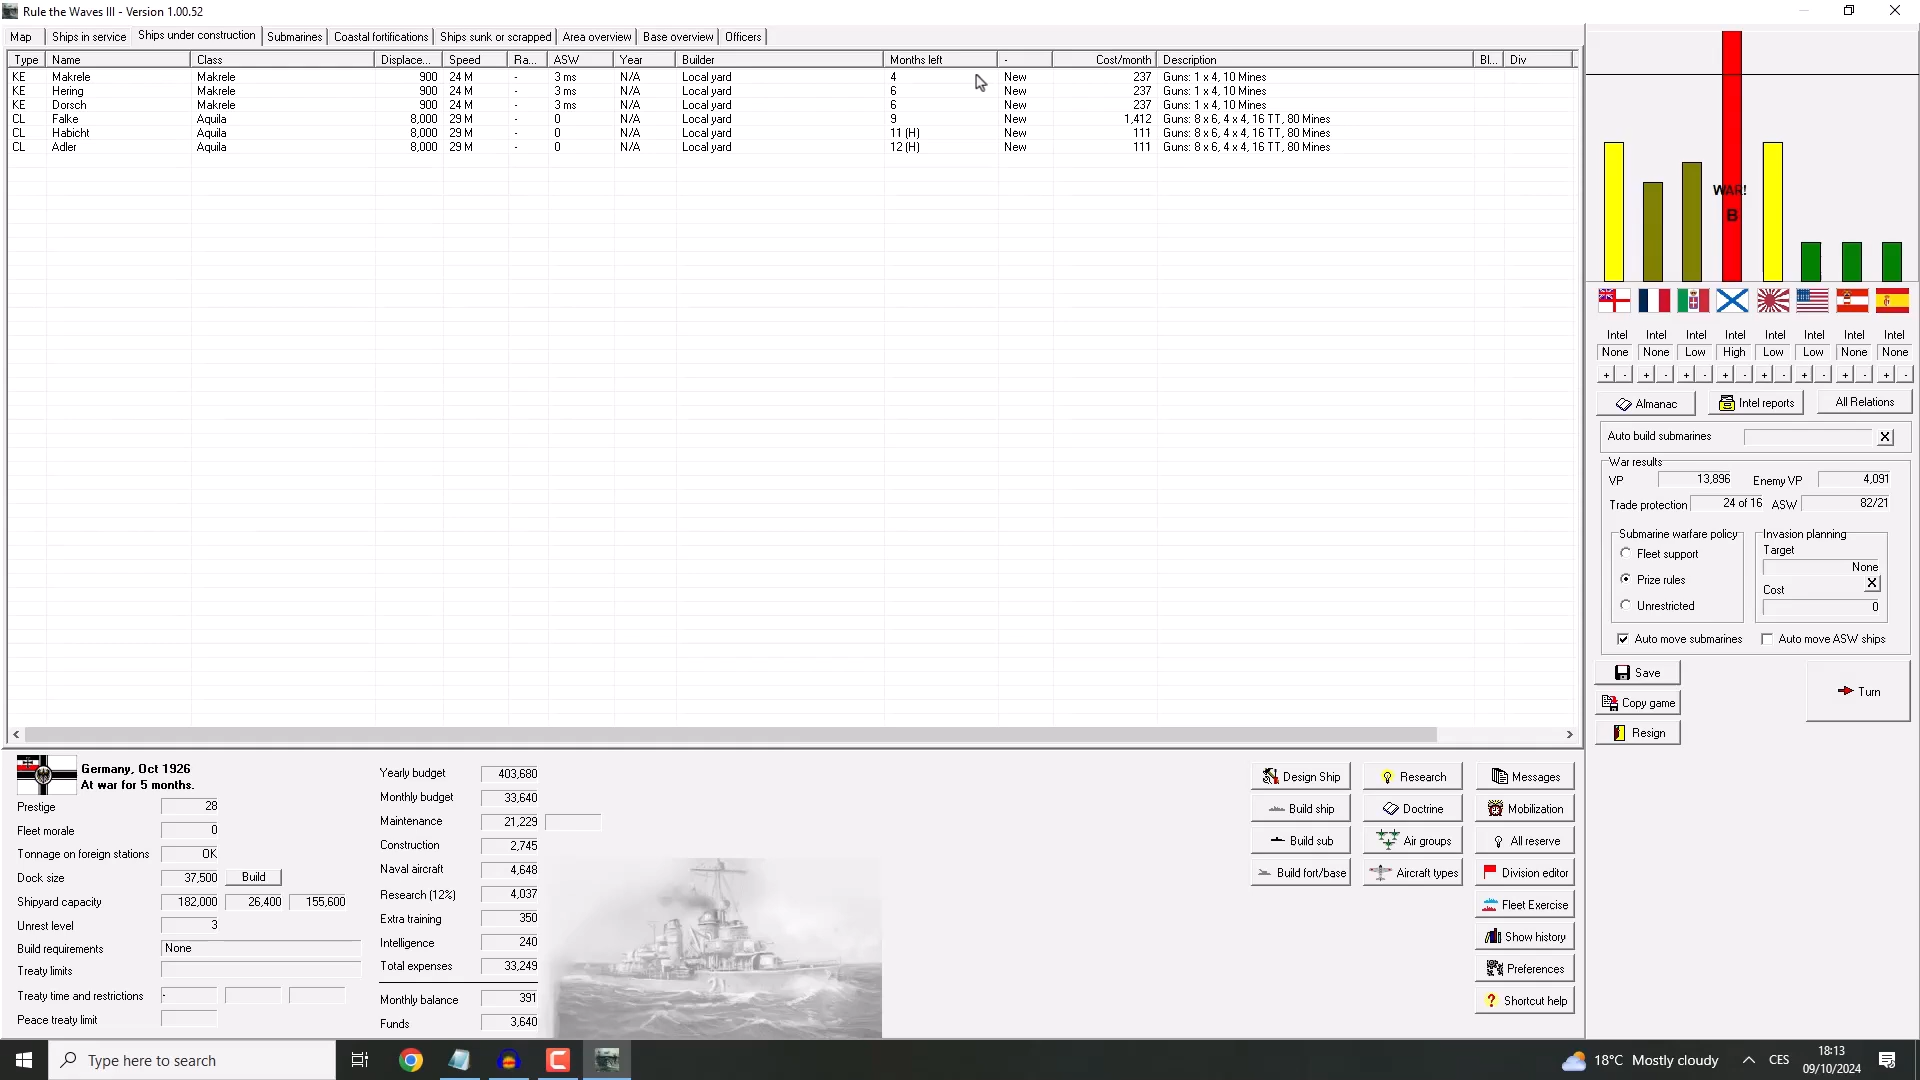 Rule the Waves III - Version 1.00.52
Map Ships in service Ships under construction Submarines Coastal fortifications Ships sunk or scrapped Area overview Base overview Officers
Type Name Class Displace... Speed Ra... ASW Year Builder Months left - Cost/month Description Bl... Div
KE Makrele Makrele 900 24 M - 3 ms N/A Local yard 4 New 237 Guns: 1 x 4, 10 Mines
KE Hering Makrele 900 24 M - 3 ms N/A Local yard 6 New 237 Guns: 1 x 4, 10 Mines
KE Dorsch Makrele 900 24 M - 3 ms N/A Local yard 6 New 237 Guns: 1 x 4, 10 Mines
CL Falke Aquila 8,000 29 M - 0 N/A Local yard 9 New 1,412 Guns: 8 x 6, 4 x 4, 16 TT, 80 Mines
CL Habicht Aquila 8,000 29 M - 0 N/A Local yard 11 (H) New 111 Guns: 8 x 6, 4 x 4, 16 TT, 80 Mines
CL Adler Aquila 8,000 29 M - 0 N/A Local yard 12 (H) New 111 Guns: 8 x 6, 4 x 4, 16 TT, 80 Mines
WAR!
B
Intel Intel Intel Intel Intel Intel Intel Intel
None None Low High Low Low None None
+ - + - + - + - + - + - + - + -
Almanac Intel reports All Relations
Auto build submarines X
War results
VP 13,896 Enemy VP 4,091
Trade protection 24 of 16 ASW 82/21
Submarine warfare policy
Fleet support
Prize rules
Unrestricted
Invasion planning
Target
None
Cost X
0
Auto move submarines Auto move ASW ships
Save
Copy game
Resign
Turn
Germany, Oct 1926
At war for 5 months.
Prestige 28
Fleet morale 0
Tonnage on foreign stations OK
Dock size 37,500 Build
Shipyard capacity 182,000 26,400 155,600
Unrest level 3
Build requirements None
Treaty limits
Treaty time and restrictions -
Peace treaty limit
Yearly budget 403,680
Monthly budget 33,640
Maintenance 21,229
Construction 2,745
Naval aircraft 4,648
Research (12%) 4,037
Extra training 350
Intelligence 240
Total expenses 33,249
Monthly balance 391
Funds 3,640
Design Ship Research Messages
Build ship Doctrine Mobilization
Build sub Air groups All reserve
Build fort/base Aircraft types Division editor
Fleet Exercise
Show history
Preferences
Shortcut help
Type here to search
18°C Mostly cloudy
CES
18:13
09/10/2024